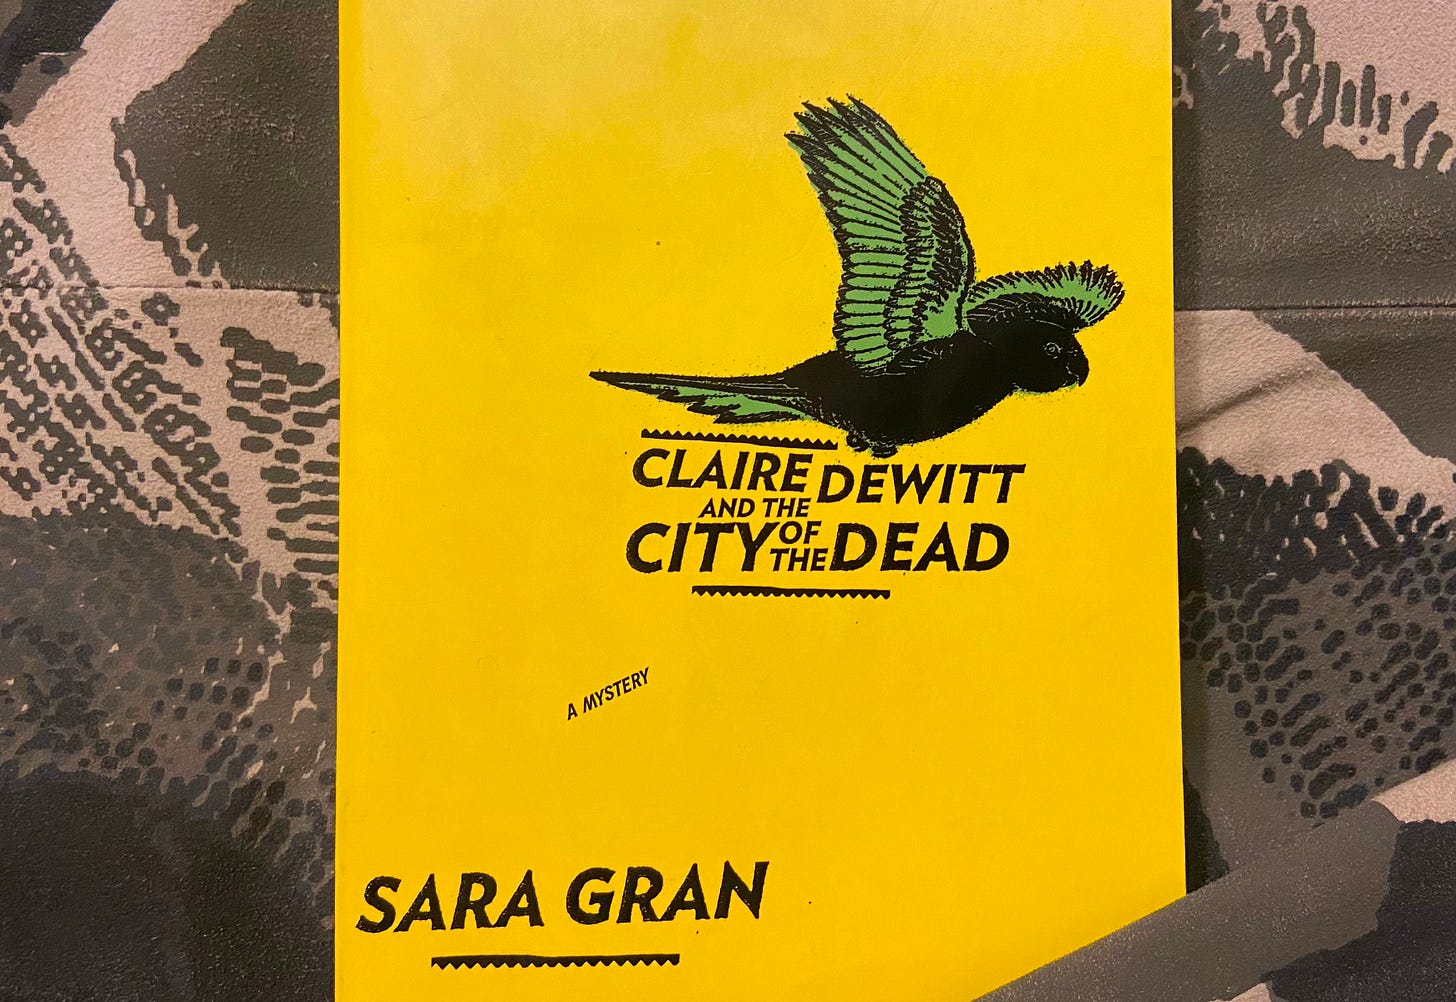 CLAIRE DEWITT
AND THE
CITY OF THE DEAD
A MYSTERY
SARA GRAN